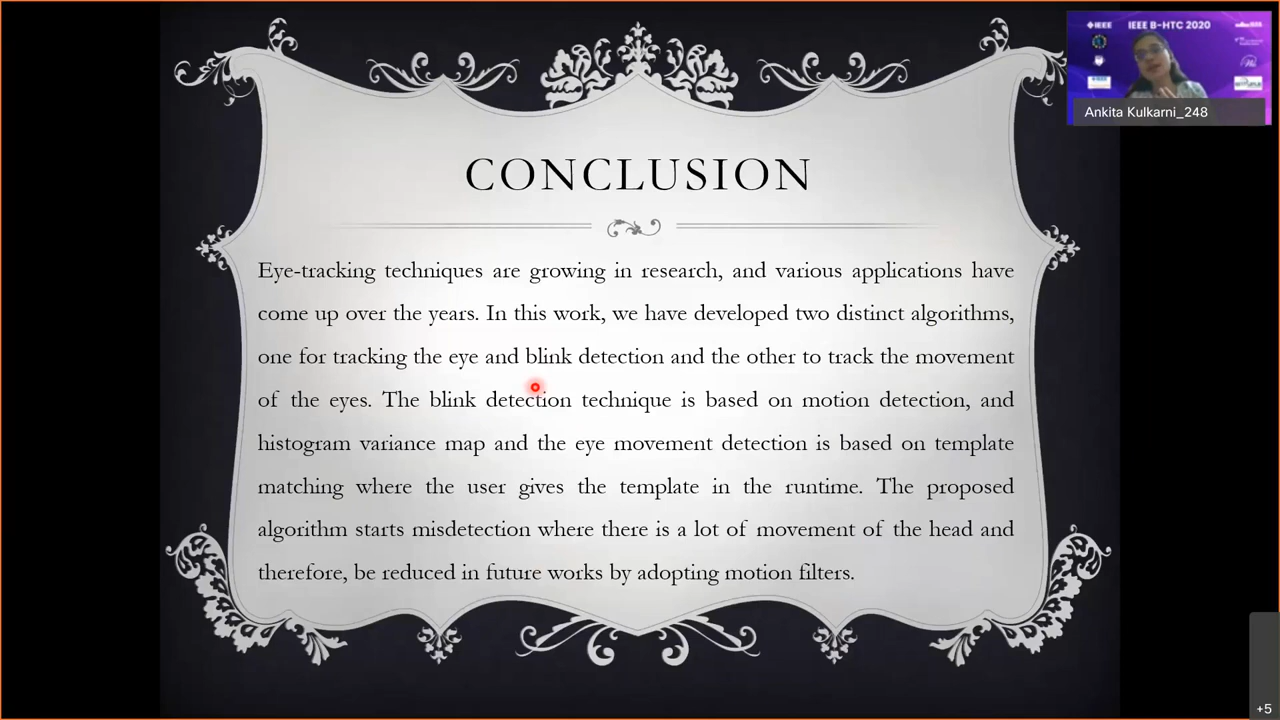 IEEE
IEEE B-HTC 2020
Ankita Kulkarni_248
CONCLUSION
Eye-tracking techniques are growing in research, and various applications have
come up over the years. In this work, we have developed two distinct algorithms,
one for tracking the eye and blink detection and the other to track the movement
of the eyes. The blink detection technique is based on motion detection, and
histogram variance map and the eye movement detection is based on template
matching where the user gives the template in the runtime. The proposed
algorithm starts misdetection where there is a lot of movement of the head and
therefore, be reduced in future works by adopting motion filters.
+5